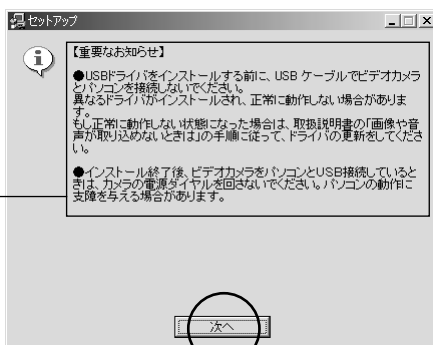 セットアップ
【重要なお知らせ】
●USBドライバをインストールする前に、USB ケーブルでビデオカメラ
とパソコンを接続しないでください。
異なるドライバがインストールされ、正常に動作しない場合がありま
す。
もし正常に動作しない状態になった場合は、取扱説明書の「画像や音
声が取り込めないときは」の手順に従って、ドライバの更新をしてくださ
い。
●インストール終了後、ビデオカメラをパソコンとUSB接続していると
きは、カメラの電源ダイヤルを回さないでください。パソコンの動作に
支障を与える場合があります。
次へ